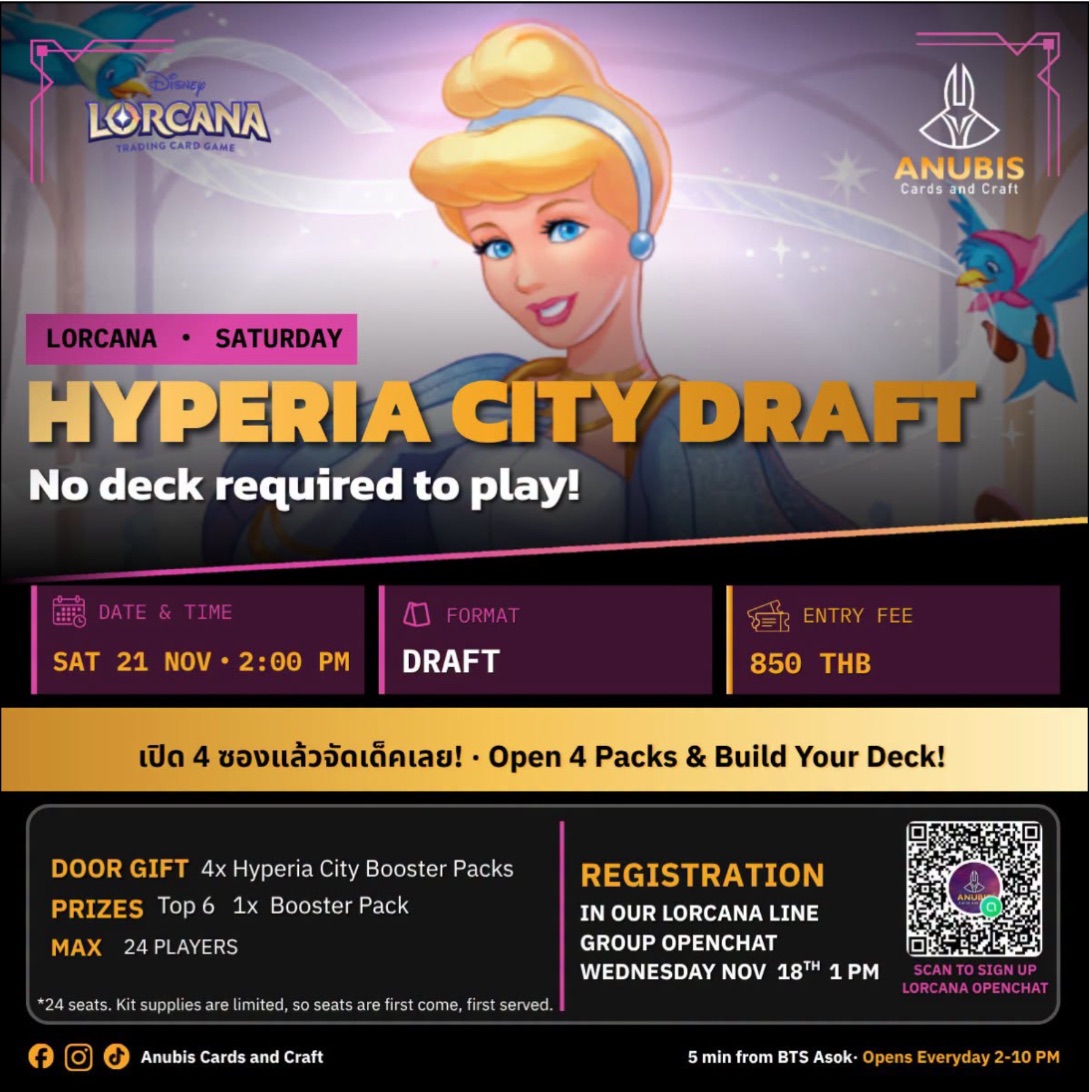 Disney
LORCANA
TRADING CARD GAME
ANUBIS
Cards and Craft
LORCANA • SATURDAY
HYPERIA CITY DRAFT
No deck required to play!
DATE & TIME
SAT 21 NOV • 2:00 PM
FORMAT
DRAFT
ENTRY FEE
850 THB
เปิด 4 ซองแล้วจัดเด็คเลย! · Open 4 Packs & Build Your Deck!
DOOR GIFT 4x Hyperia City Booster Packs
PRIZES Top 6 1x Booster Pack
MAX 24 PLAYERS
*24 seats. Kit supplies are limited, so seats are first come, first served.
REGISTRATION
IN OUR LORCANA LINE
GROUP OPENCHAT
WEDNESDAY NOV 18TH 1 PM
ANUBIS
SCAN TO SIGN UP
LORCANA OPENCHAT
Anubis Cards and Craft
5 min from BTS Asok· Opens Everyday 2-10 PM